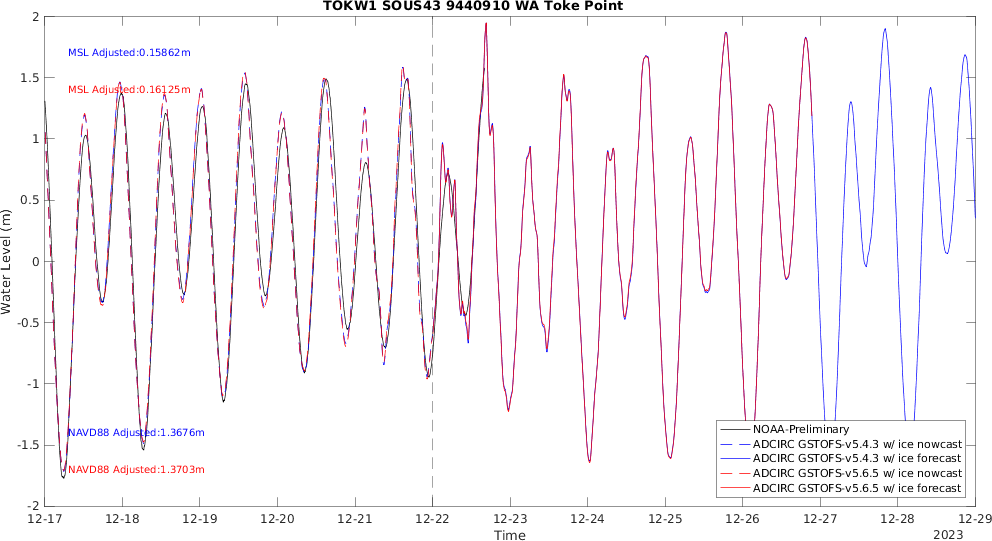 TOKW1 SOUS43 9440910 WA Toke Point
2
1.5
1
0.5
0
-0.5
-1
-1.5
-2
Water Level (m)
MSL Adjusted:0.15862m
MSL Adjusted:0.16125m
NAVD88 Adjusted:1.3676m
NAVD88 Adjusted:1.3703m
NOAA-Preliminary
ADCIRC GSTOFS-v5.4.3 w/ ice nowcast
ADCIRC GSTOFS-v5.4.3 w/ ice forecast
ADCIRC GSTOFS-v5.6.5 w/ ice nowcast
ADCIRC GSTOFS-v5.6.5 w/ ice forecast
12-17 12-18 12-19 12-20 12-21 12-22 12-23 12-24 12-25 12-26 12-27 12-28 12-29
Time
2023